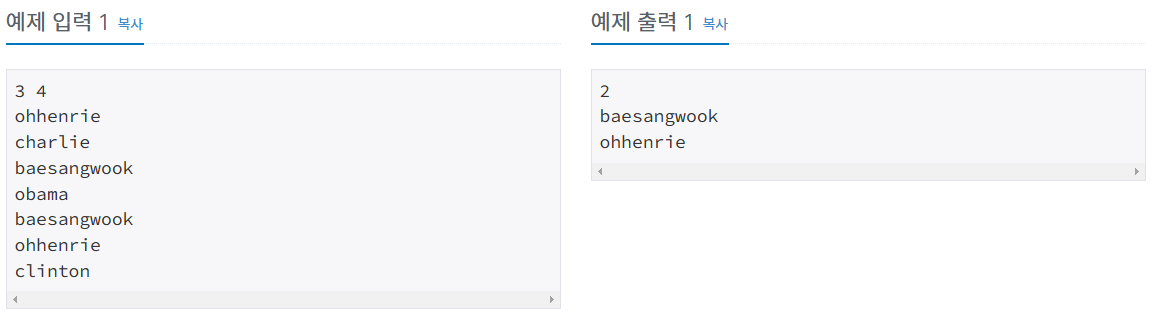 예제 입력 1 복사
3 4
ohhenrie
charlie
baesangwook
obama
baesangwook
ohhenrie
clinton
예제 출력 1 복사
2
baesangwook
ohhenrie